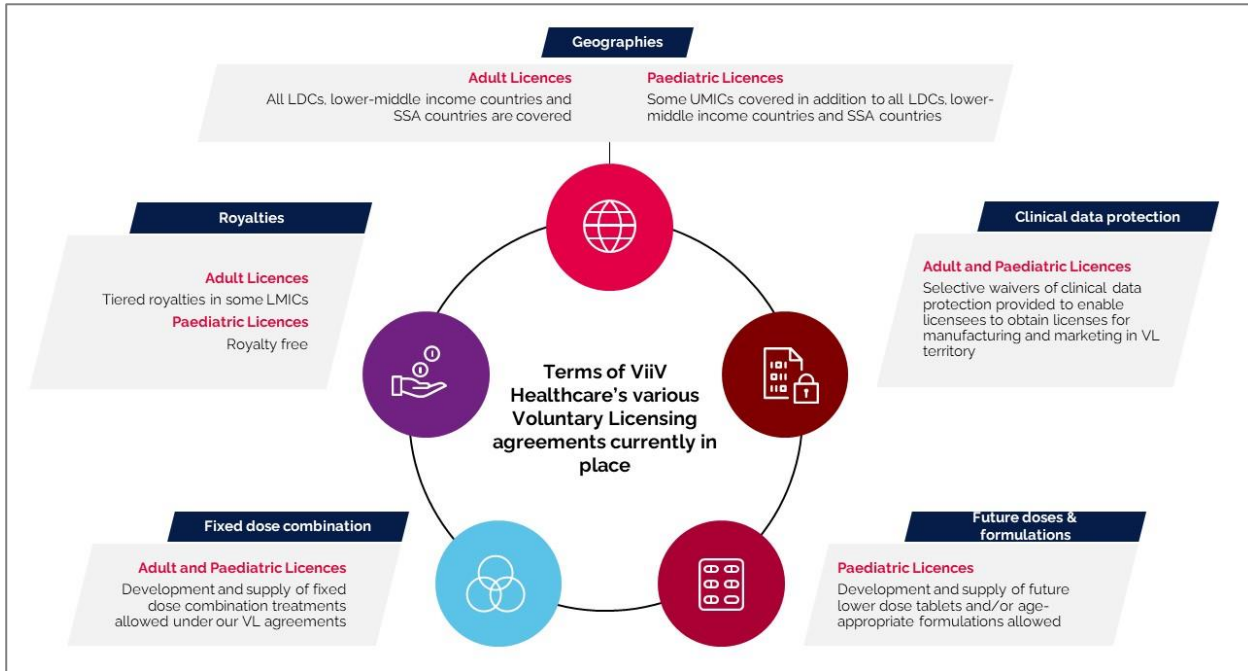 Geographies
Adult Licences
All LDCs, lower-middle income countries and
SSA countries are covered
Paediatric Licences
Some UMICs covered in addition to all LDCs, lower-
middle income countries and SSA countries
Royalties
Adult Licences
Tiered royalties in some LMICs
Paediatric Licences
Royalty free
Clinical data protection
Adult and Paediatric Licences
Selective waivers of clinical data
protection provided to enable
licensees to obtain licenses for
manufacturing and marketing in VL
territory
Terms of ViiV
Healthcare's various
Voluntary Licensing
agreements currently in
place
Fixed dose combination
Adult and Paediatric Licences
Development and supply of fixed
dose combination treatments
allowed under our VL agreements
Future doses &
formulations
Paediatric Licences
Development and supply of future
lower dose tablets and/or age-
appropriate formulations allowed